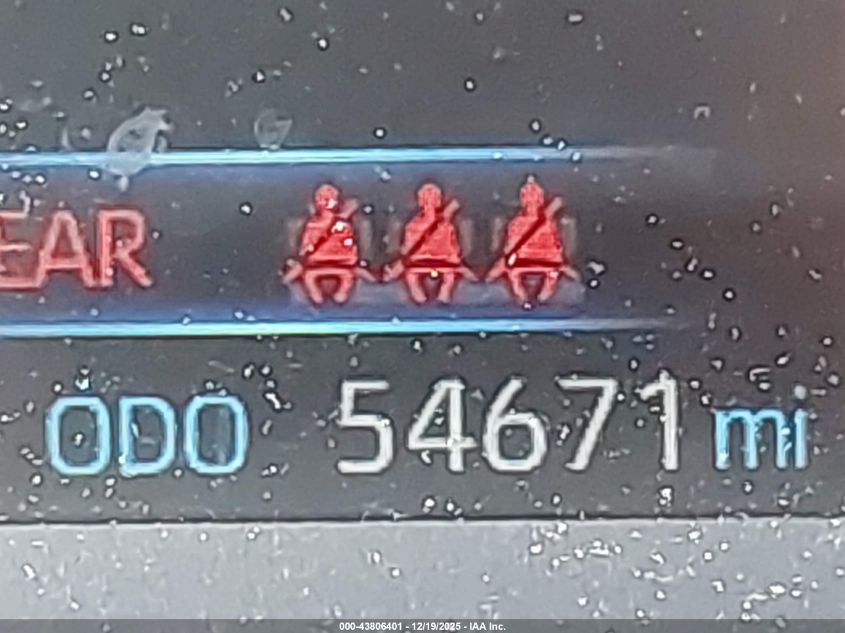 EAR
ODO 54671 mi
000-43806401 - 12/19/2025 - IAA Inc.